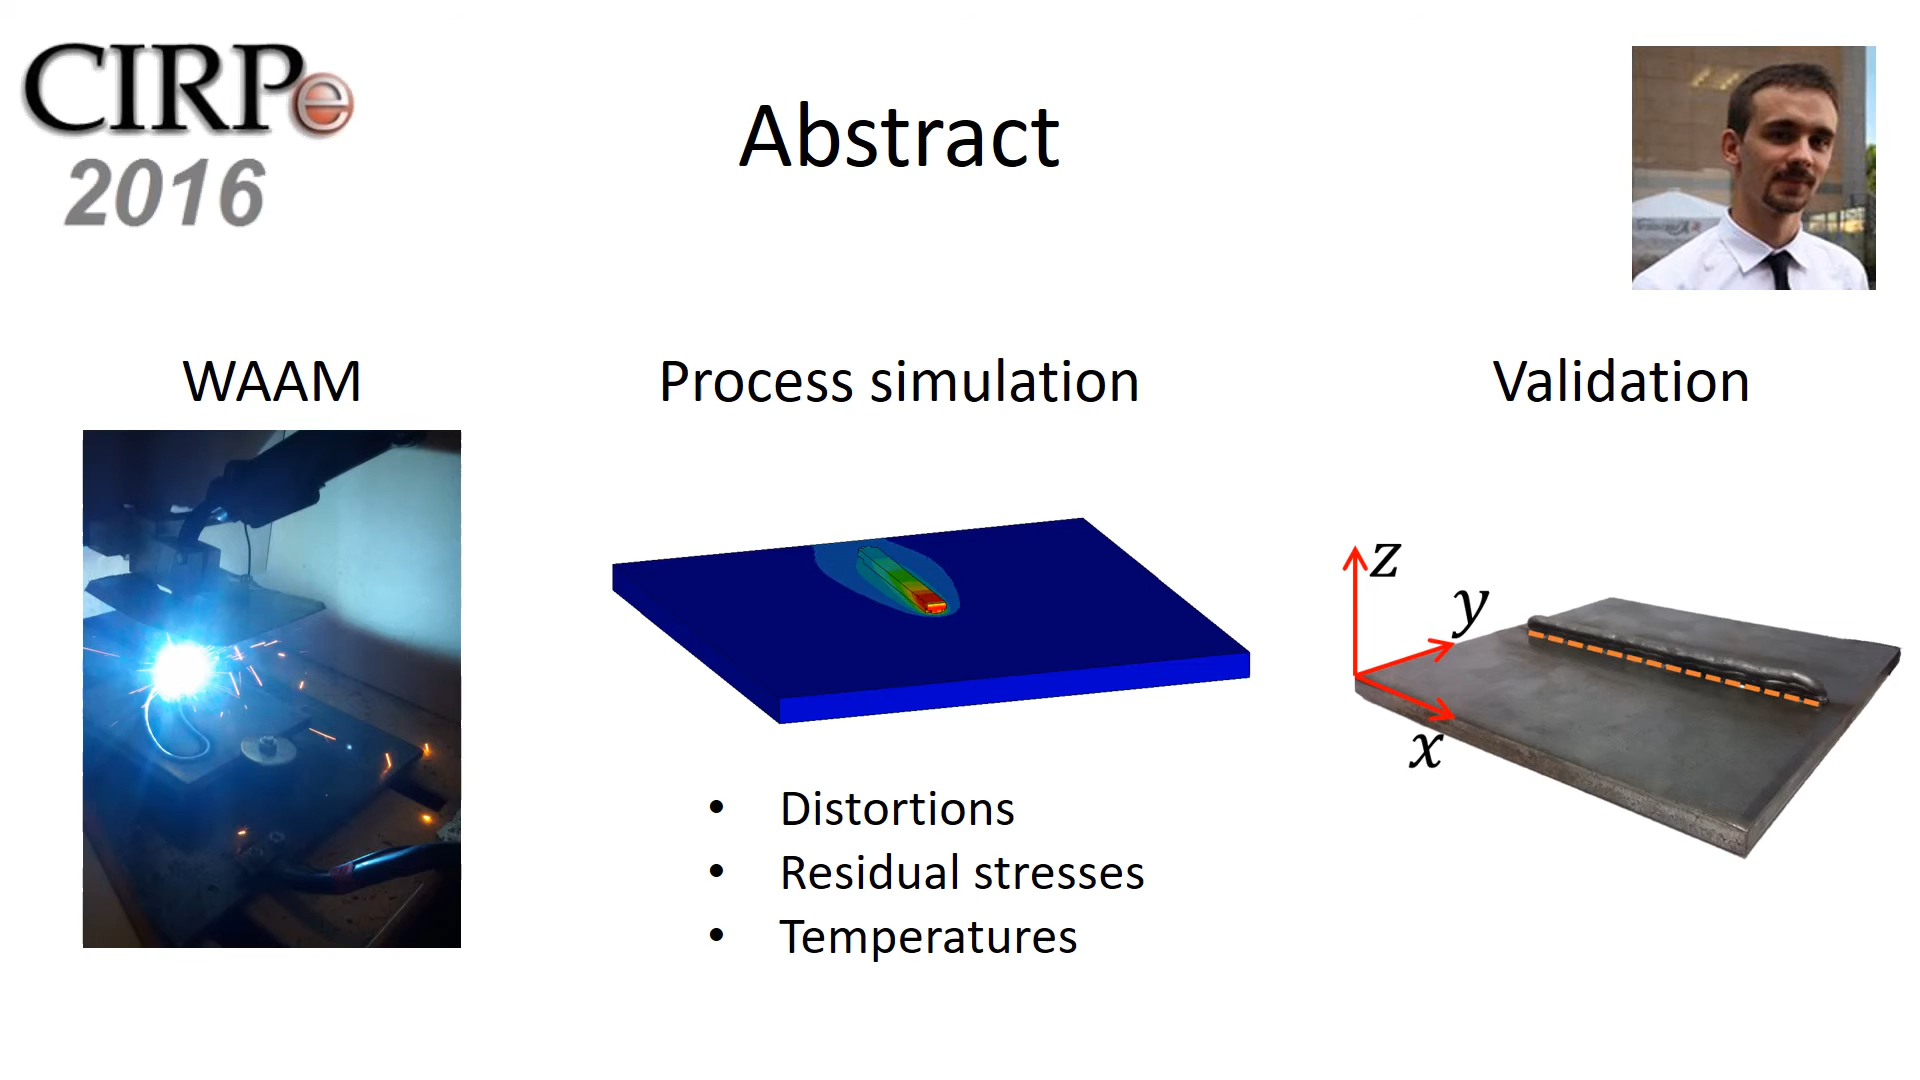 CIRPe
2016
Abstract
WAAM
Process simulation
Validation
z
y
x
• Distortions
• Residual stresses
• Temperatures